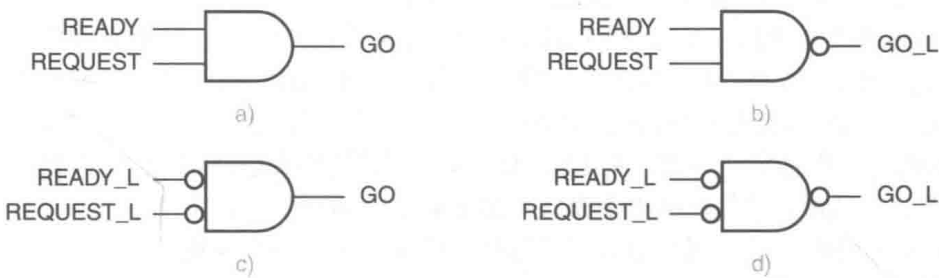 READY
REQUEST
GO
a)
READY
REQUEST
GO_L
b)
READY_L
REQUEST_L
GO
c)
READY_L
REQUEST_L
GO_L
d)